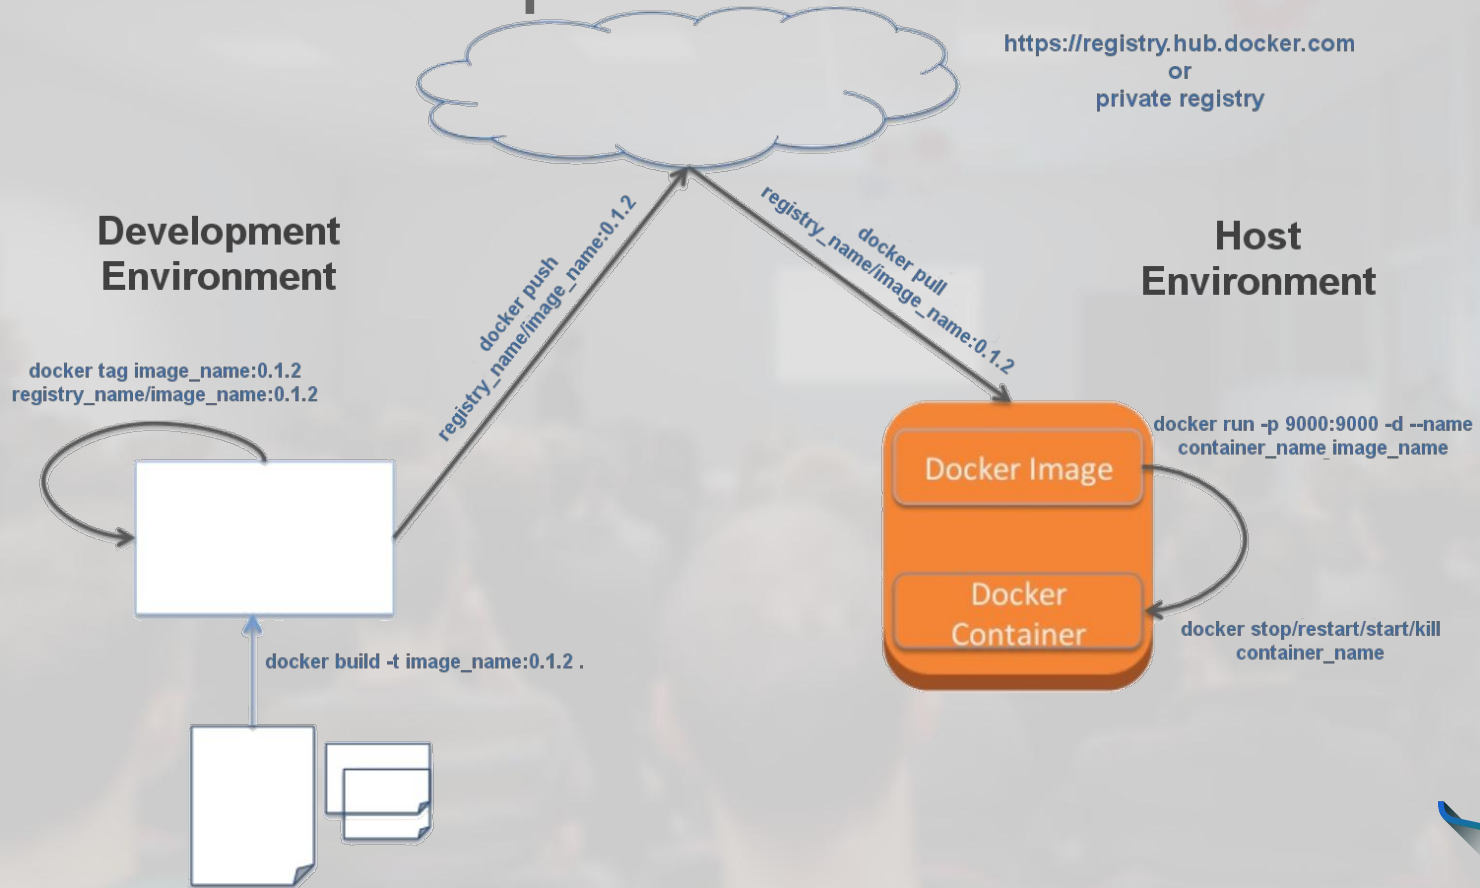 https://registry.hub.docker.com
or
private registry
Development
Environment
Host
Environment
docker push
registry_name/image_name:0.1.2
docker pull
registry_name/image_name:0.1.2
docker tag image_name:0.1.2
registry_name/image_name:0.1.2
docker run -p 9000:9000 -d --name
container_name image_name
Docker Image
Docker
Container
docker stop/restart/start/kill
container_name
docker build -t image_name:0.1.2 .